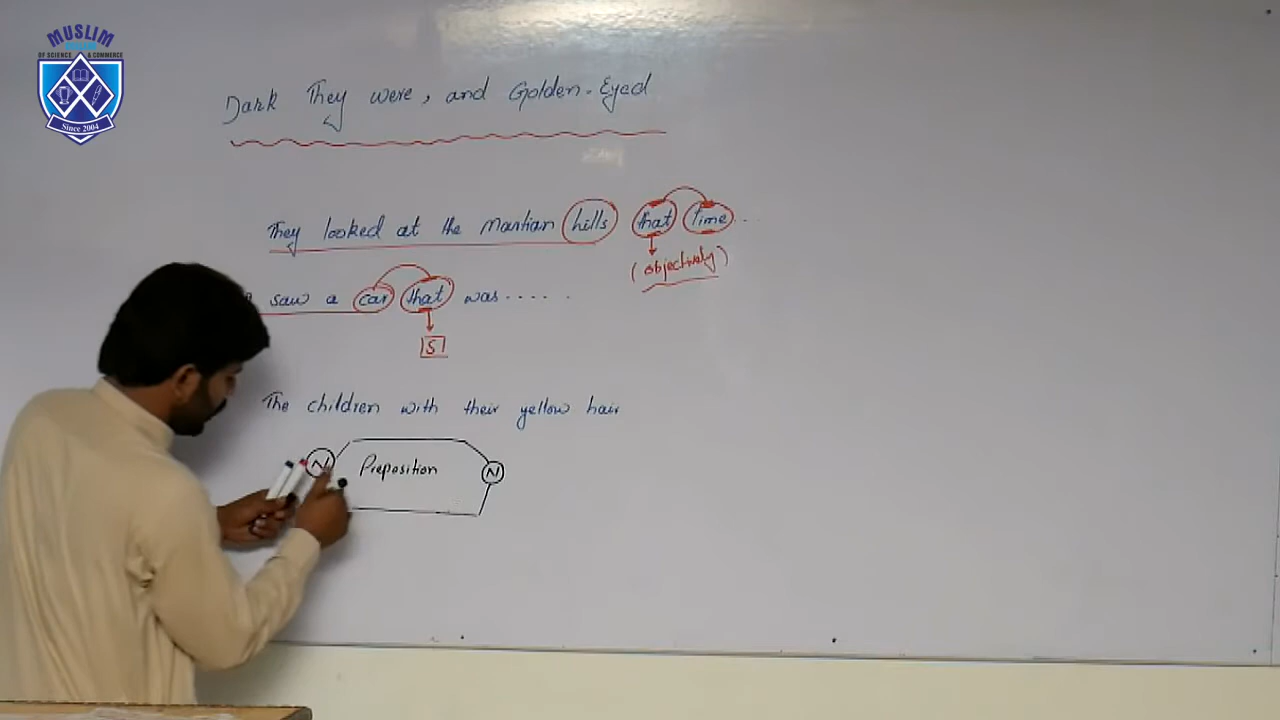 MUSLIM
OF SCIENCE & COMMERCE
Since 2004
Dark They were, and Golden-Eyed
They looked at the Martian hills that time ...
(objectively)
saw a car that was ......
S
The children with their yellow hair
N Preposition N